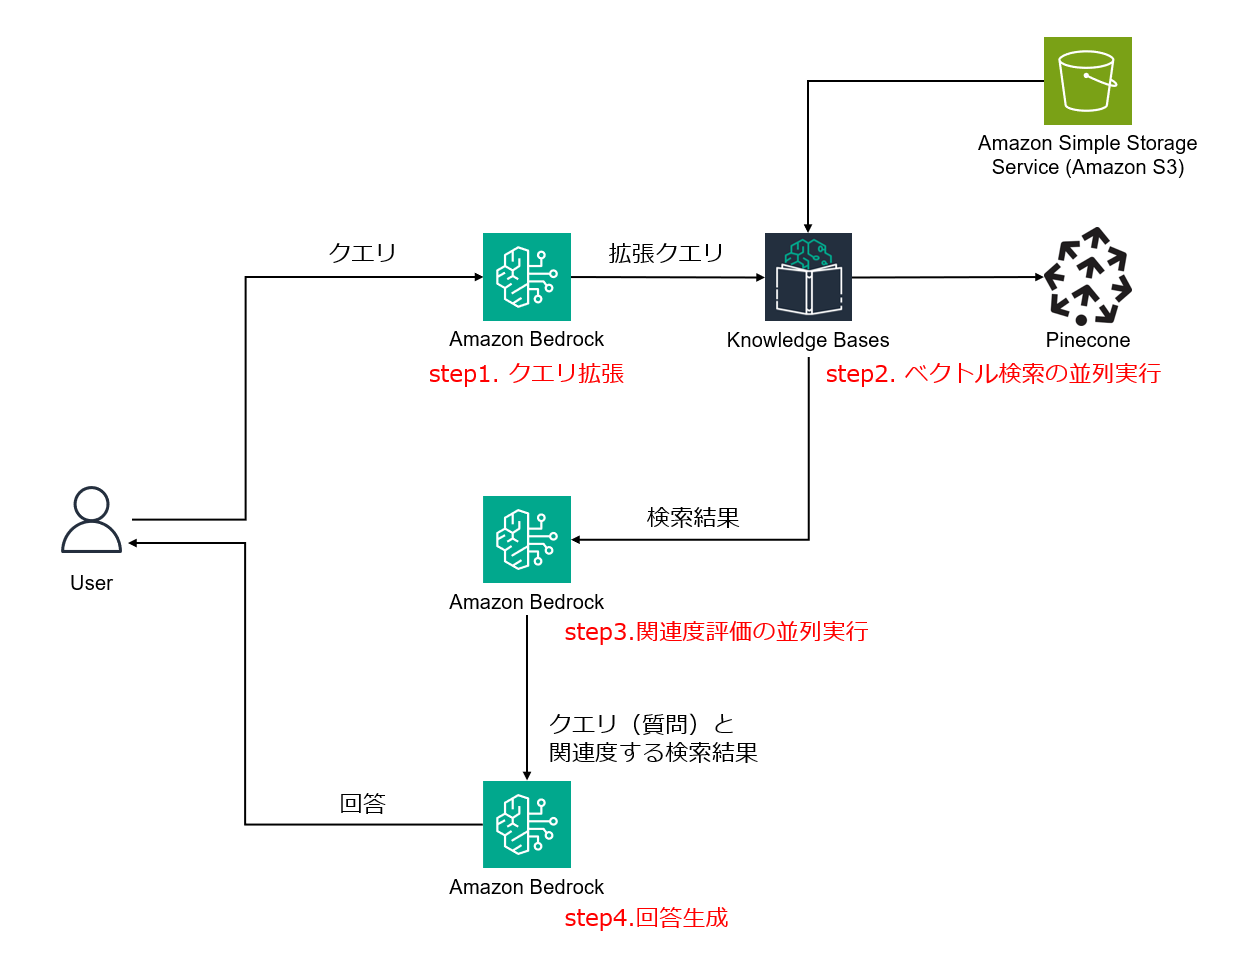 Amazon Simple Storage
Service (Amazon S3)
クエリ
拡張クエリ
Amazon Bedrock
Knowledge Bases
Pinecone
step1. クエリ拡張
step2. ベクトル検索の並列実行
検索結果
User
Amazon Bedrock
step3.関連度評価の並列実行
クエリ（質問）と
関連度する検索結果
回答
Amazon Bedrock
step4.回答生成